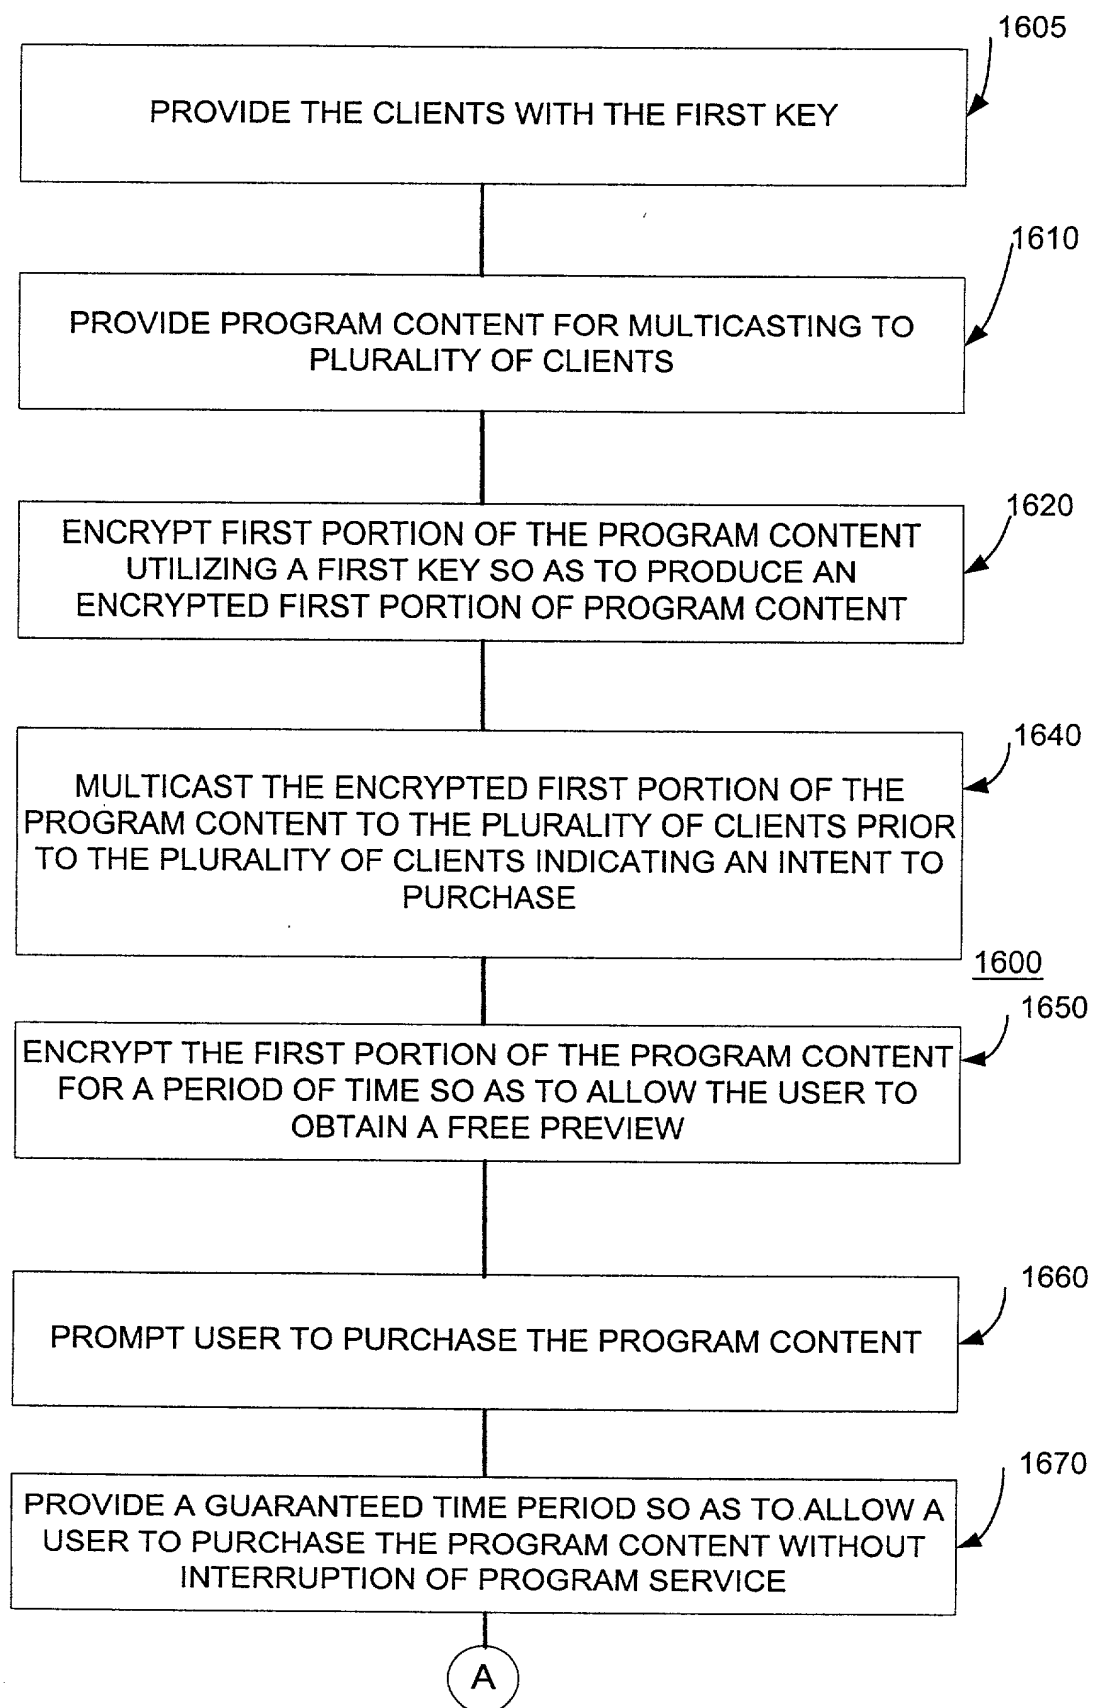 1605
PROVIDE THE CLIENTS WITH THE FIRST KEY
1610
PROVIDE PROGRAM CONTENT FOR MULTICASTING TO
PLURALITY OF CLIENTS
1620
ENCRYPT FIRST PORTION OF THE PROGRAM CONTENT
UTILIZING A FIRST KEY SO AS TO PRODUCE AN
ENCRYPTED FIRST PORTION OF PROGRAM CONTENT
1640
MULTICAST THE ENCRYPTED FIRST PORTION OF THE
PROGRAM CONTENT TO THE PLURALITY OF CLIENTS PRIOR
TO THE PLURALITY OF CLIENTS INDICATING AN INTENT TO
PURCHASE
1600
1650
ENCRYPT THE FIRST PORTION OF THE PROGRAM CONTENT
FOR A PERIOD OF TIME SO AS TO ALLOW THE USER TO
OBTAIN A FREE PREVIEW
1660
PROMPT USER TO PURCHASE THE PROGRAM CONTENT
1670
PROVIDE A GUARANTEED TIME PERIOD SO AS TO ALLOW A
USER TO PURCHASE THE PROGRAM CONTENT WITHOUT
INTERRUPTION OF PROGRAM SERVICE
A